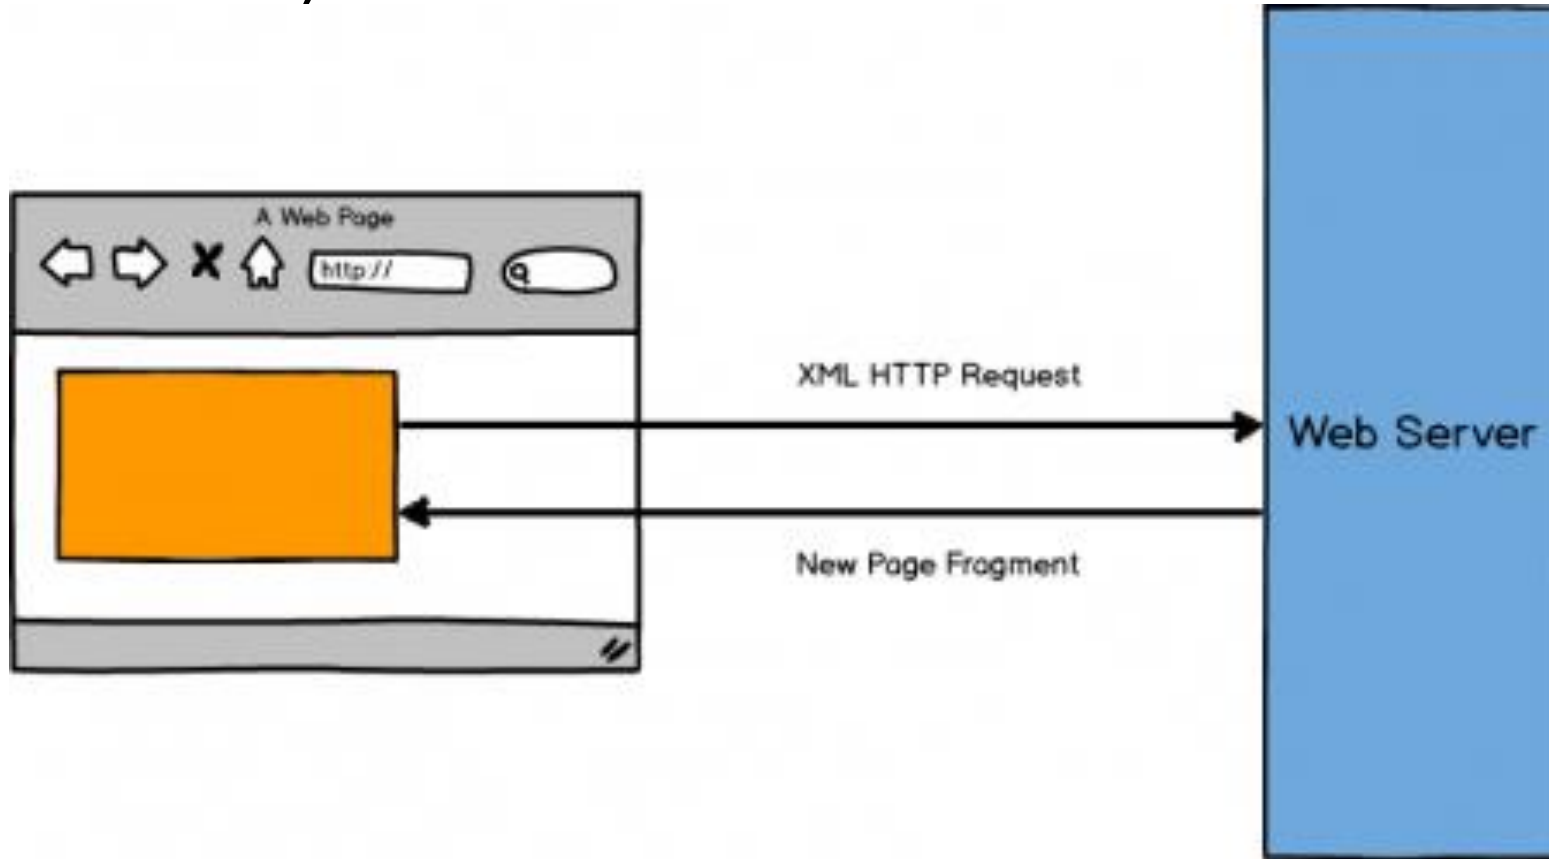 A Web Page
http://
XML HTTP Request
Web Server
New Page Fragment